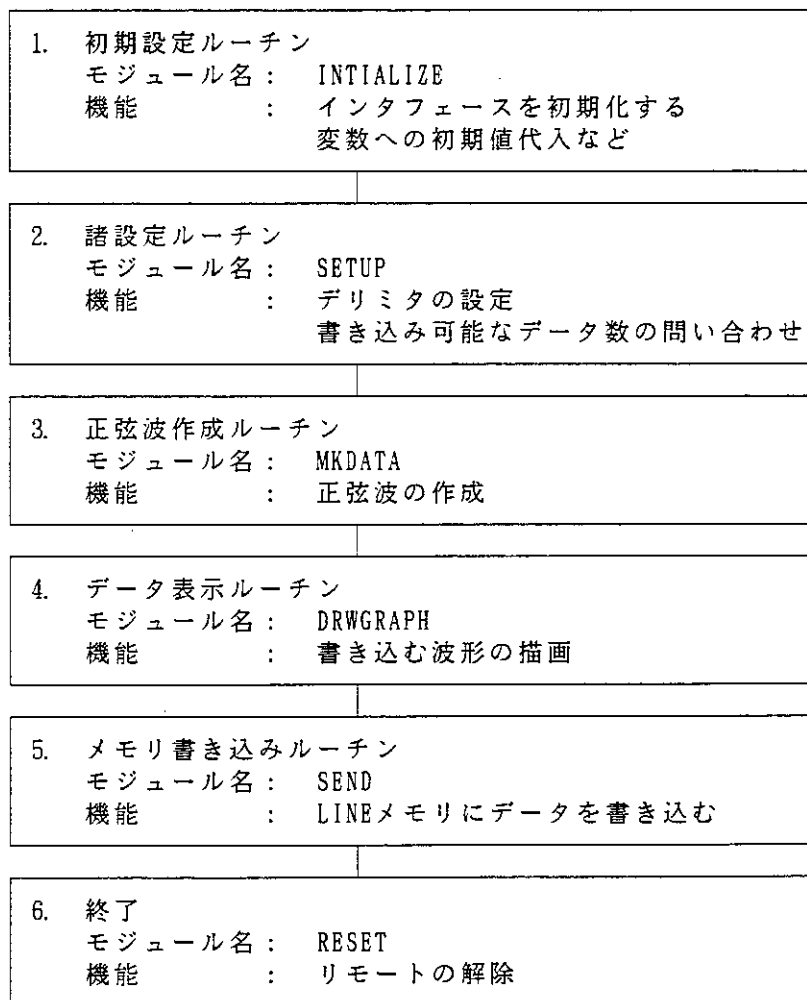 1. 初期設定ルーチン
モジュール名： INTIALIZE
機能 ： インタフェースを初期化する
変数への初期値代入など
2. 諸設定ルーチン
モジュール名： SETUP
機能 ： デリミタの設定
書き込み可能なデータ数の問い合わせ
3. 正弦波作成ルーチン
モジュール名： MKDATA
機能 ： 正弦波の作成
4. データ表示ルーチン
モジュール名： DRWGRAPH
機能 ： 書き込む波形の描画
5. メモリ書き込みルーチン
モジュール名： SEND
機能 ： LINEメモリにデータを書き込む
6. 終了
モジュール名： RESET
機能 ： リモートの解除